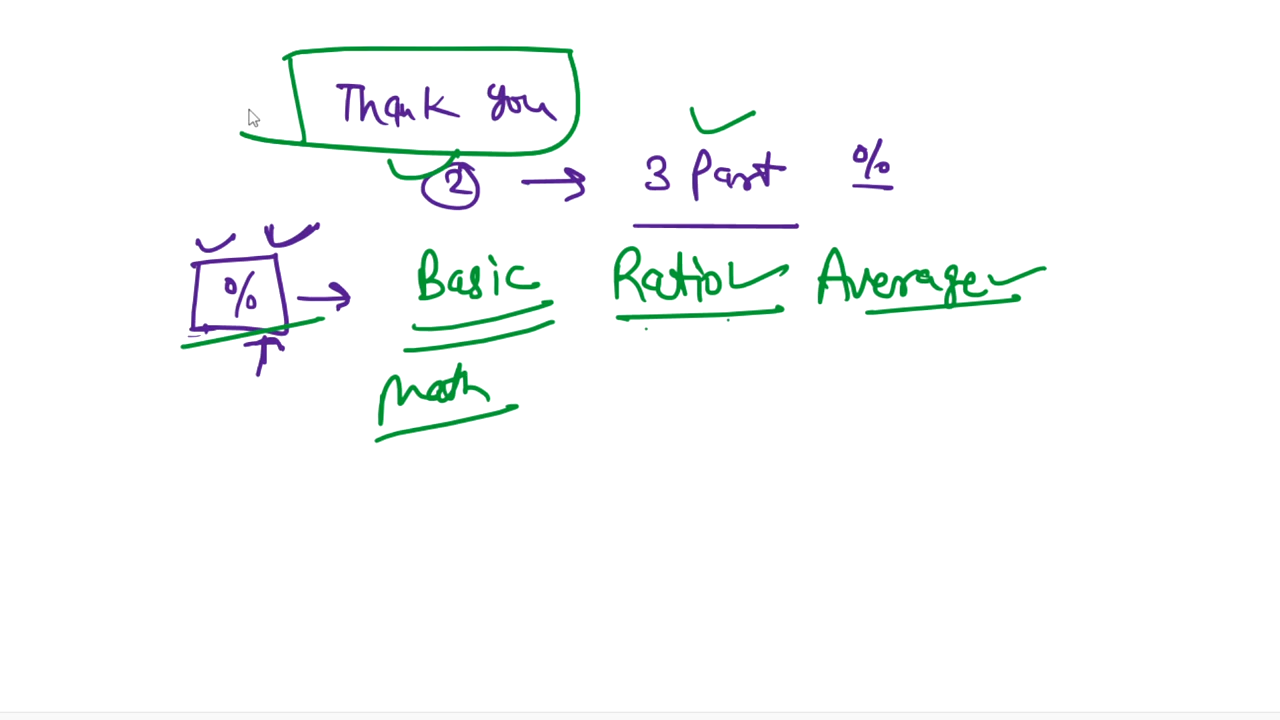 Thank you
2 → 3 Part %
% → Basic Ratio Average
Math